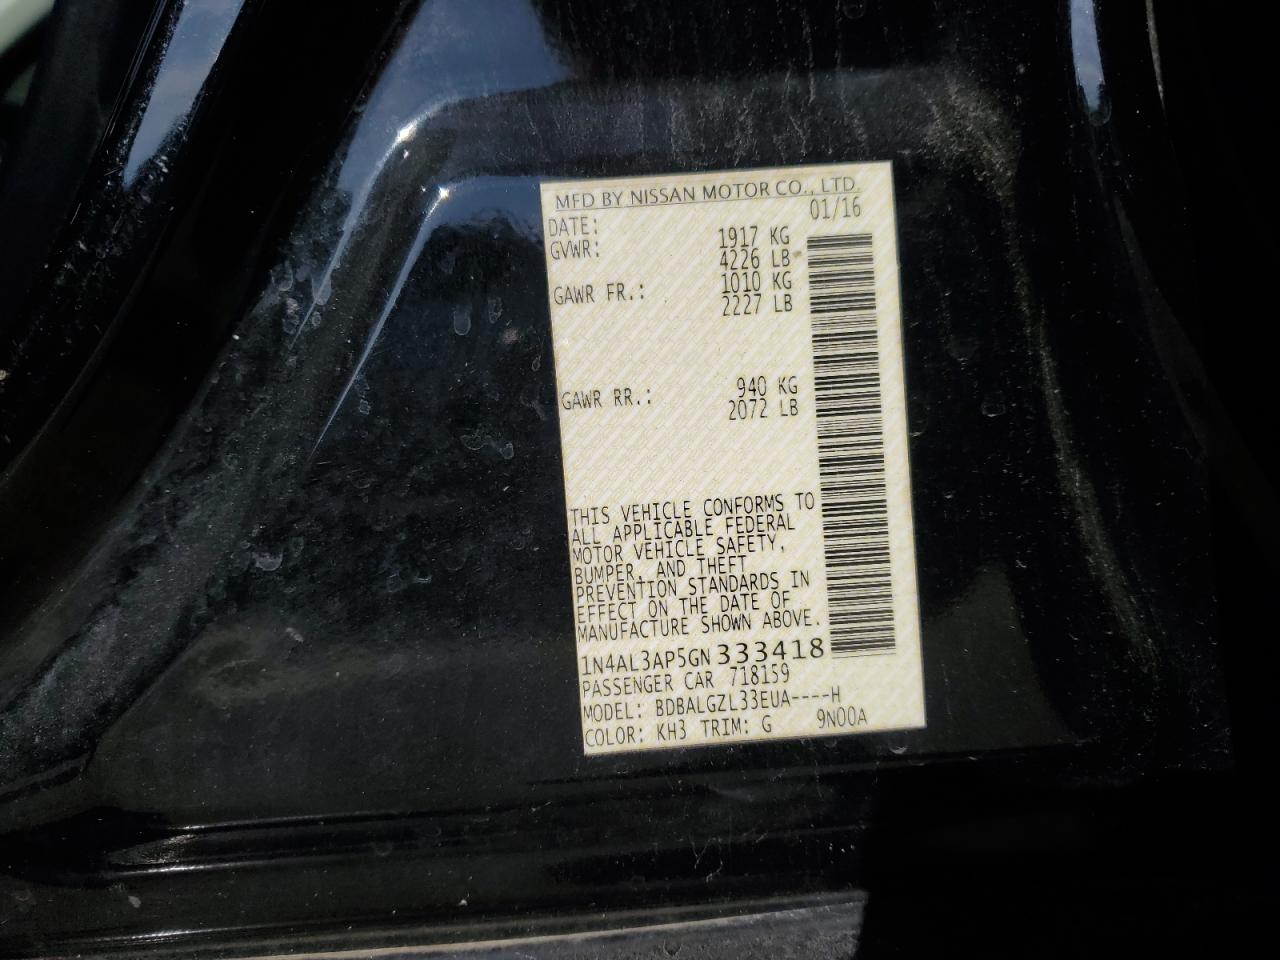 MFD BY NISSAN MOTOR CO., LTD.
DATE: 01/16
GVWR: 1917 KG
4226 LB
GAWR FR.: 1010 KG
2227 LB
GAWR RR.: 940 KG
2072 LB
THIS VEHICLE CONFORMS TO
ALL APPLICABLE FEDERAL
MOTOR VEHICLE SAFETY,
BUMPER, AND THEFT
PREVENTION STANDARDS IN
EFFECT ON THE DATE OF
MANUFACTURE SHOWN ABOVE.
1N4AL3AP5GN333418
PASSENGER CAR 718159
MODEL: BDBALGZL33EUA----H
COLOR: KH3 TRIM: G 9N00A